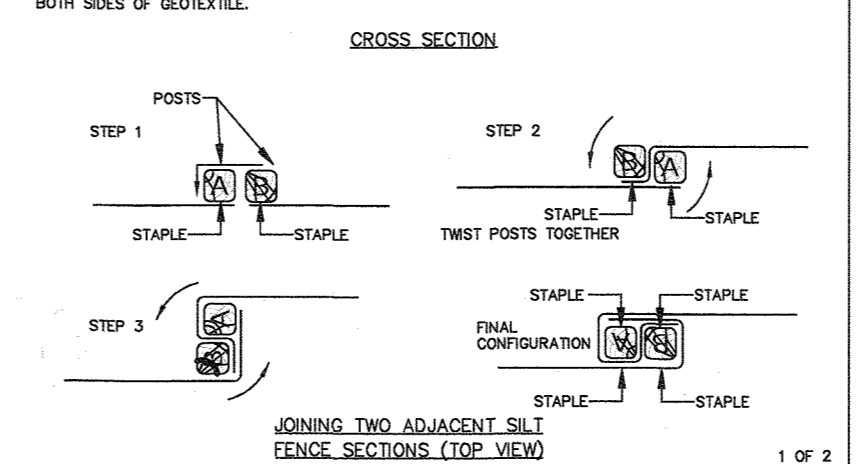 BOTH SIDES OF GEOTEXTILE.
CROSS SECTION
POSTS
STEP 1
A B
STAPLE STAPLE
STEP 2
B A
STAPLE STAPLE
TWIST POSTS TOGETHER
STEP 3
A
B
STAPLE STAPLE
FINAL
CONFIGURATION
A B
STAPLE STAPLE
JOINING TWO ADJACENT SILT
FENCE SECTIONS (TOP VIEW)
1 OF 2